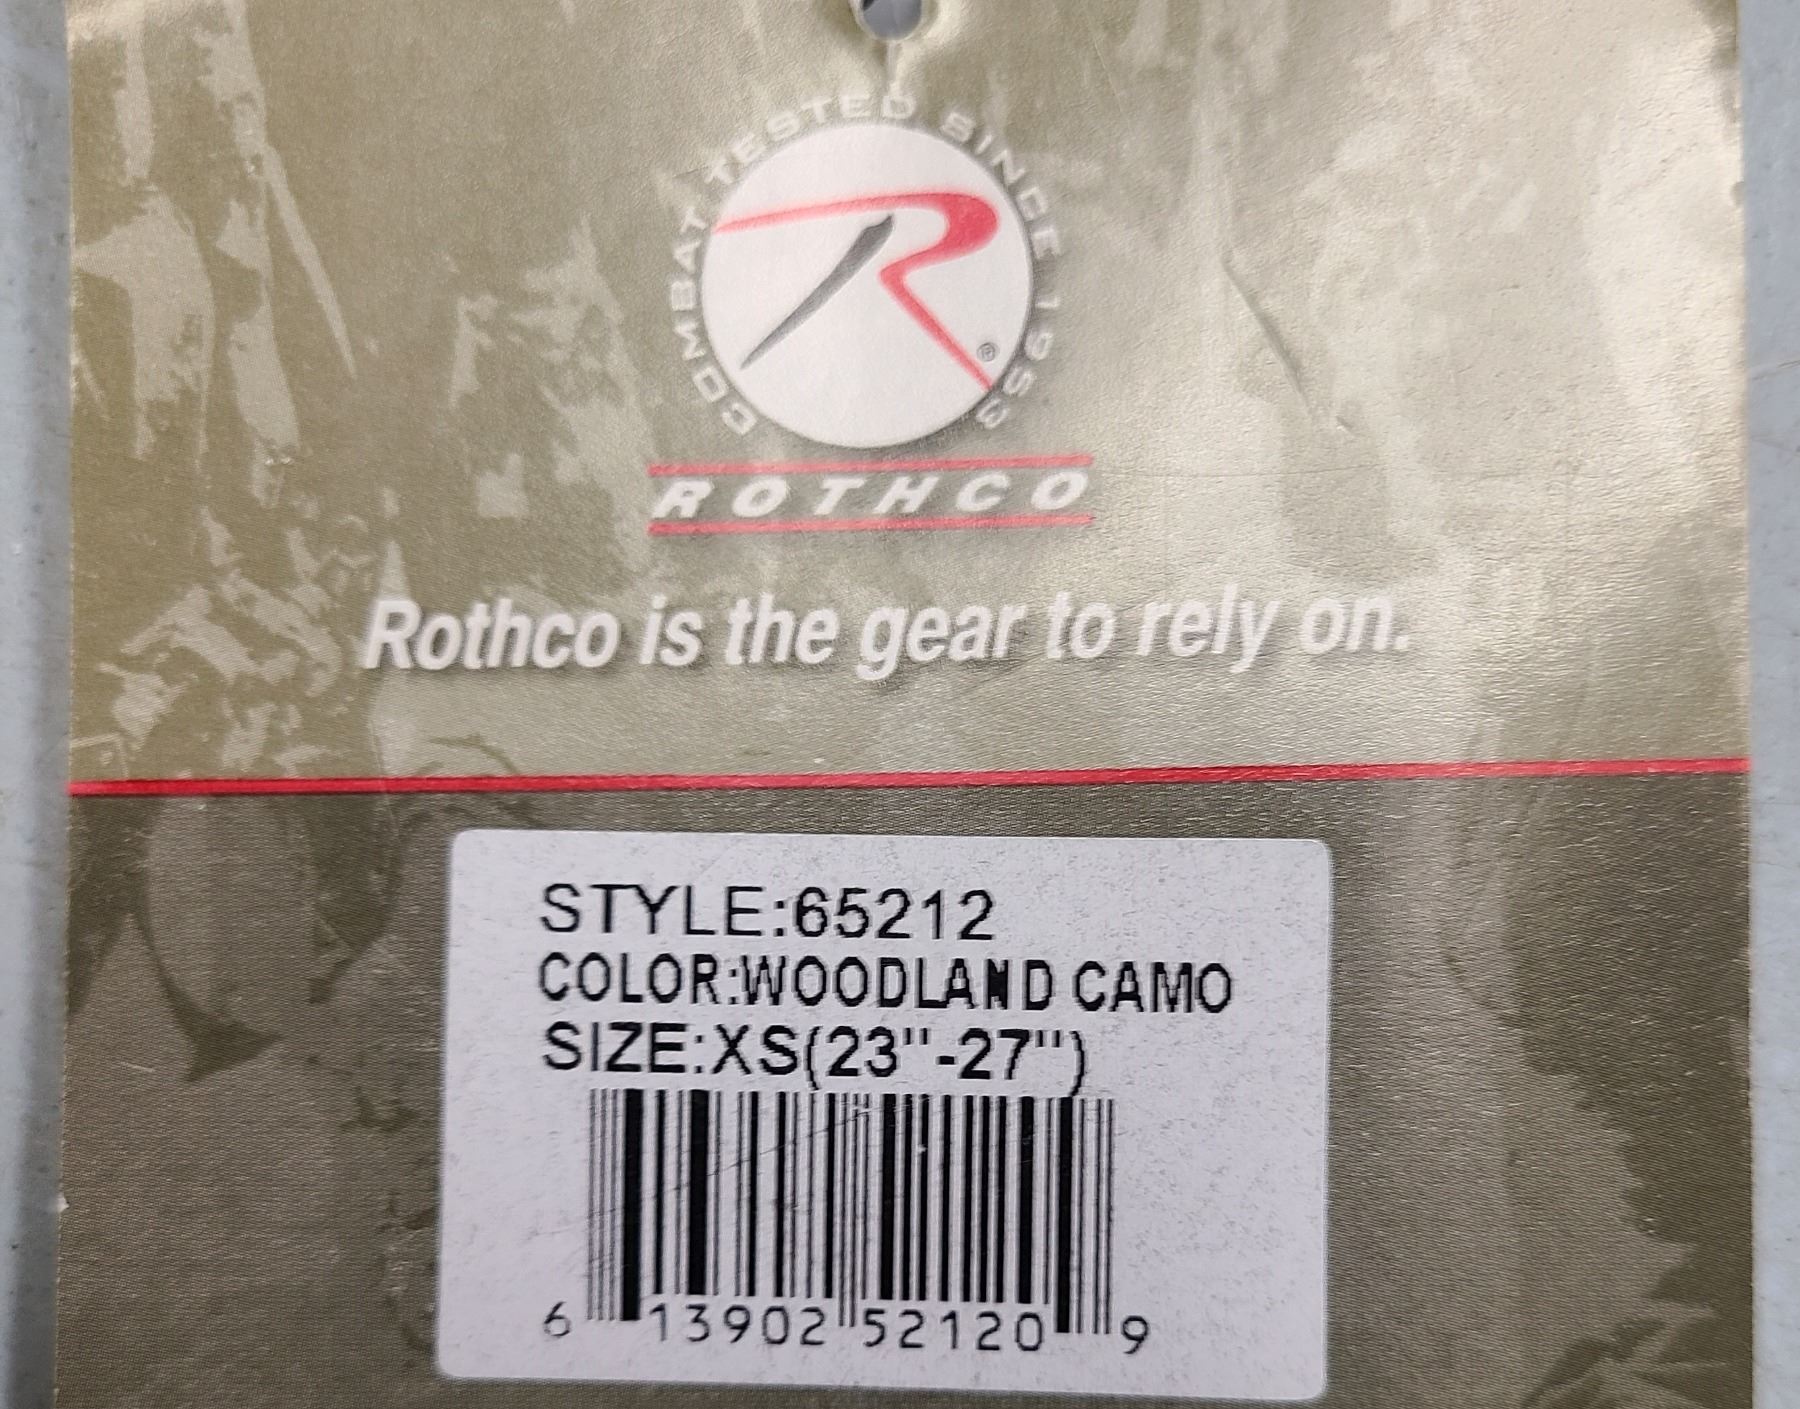 COMBAT TESTED SINCE 1953
R ®
ROTHCO
Rothco is the gear to rely on.
STYLE:65212
COLOR:WOODLAND CAMO
SIZE:XS(23"-27")
6 13902 52120 9